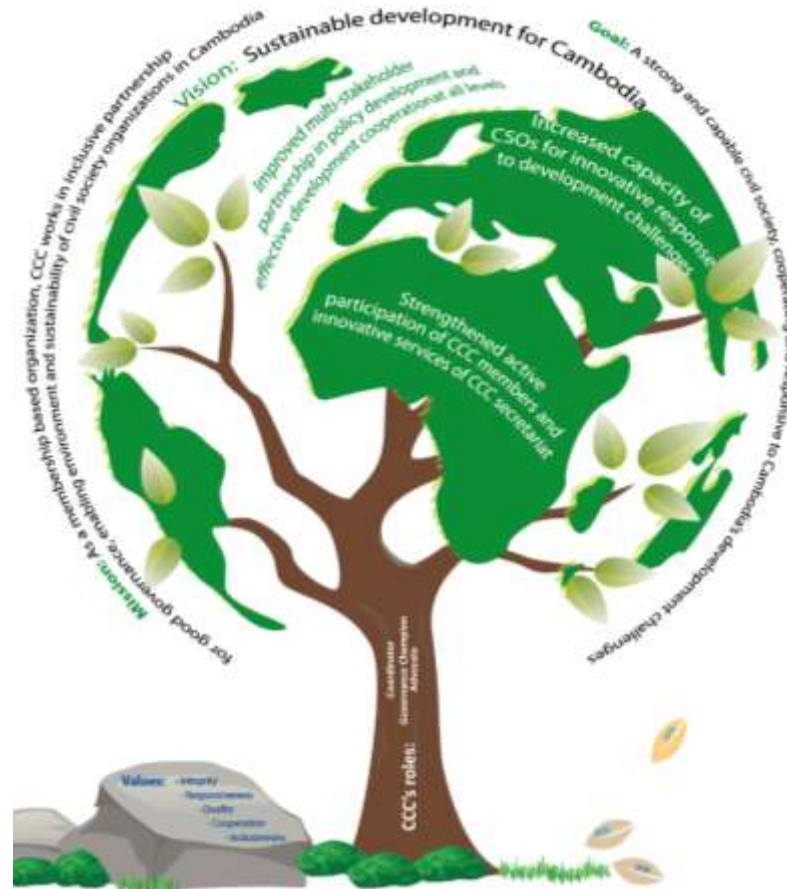 Vision: Sustainable development for Cambodia
Goal: A strong and capable civil society, cooperating and responsive to Cambodia's development challenges
Mission: As a membership based organization, CCC works in inclusive partnership
for good governance, enabling environment and sustainability of civil society organizations in Cambodia
Improved multi-stakeholder
partnership in policy development and
effective development cooperationat all levels
Increased capacity of
CSOs for innovative response
to development challenges
Strengthened active
participation of CCC members and
innovative services of CCC secretariat
CCC's roles:
Coordinator
Governance Champion
Advocate
Values: -Integrity
-Responsiveness
-Quality
-Cooperation
-Inclusiveness